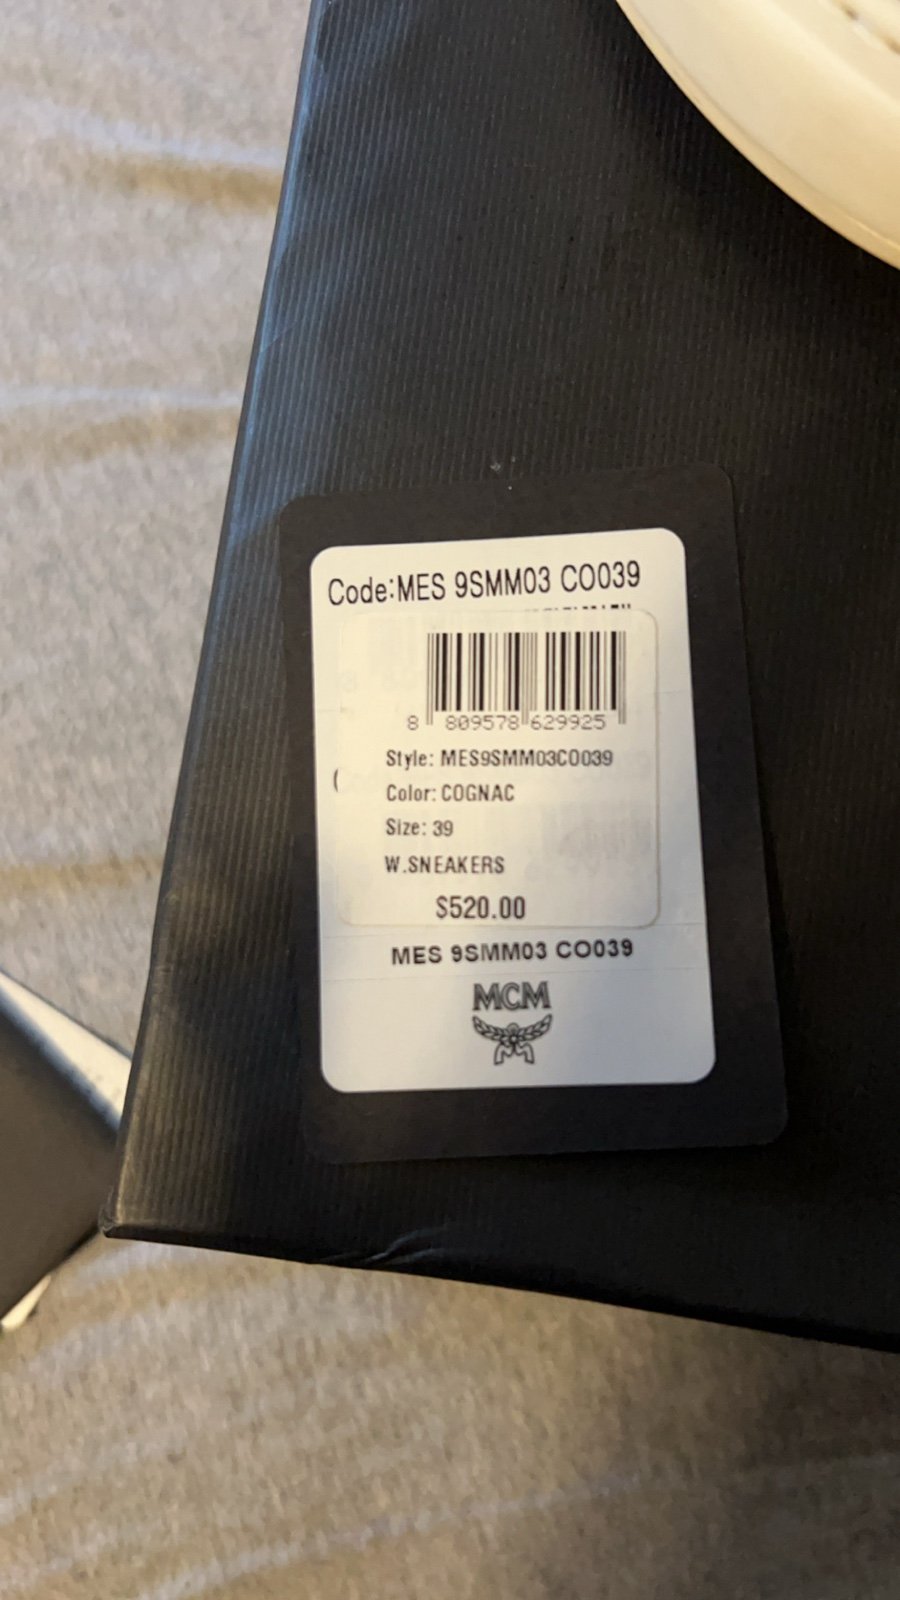 Code:MES 9SMM03 CO039
8 809578 629925
Style: MES9SMM03CO039
Color: COGNAC
Size: 39
W.SNEAKERS
$520.00
MES 9SMM03 CO039
MCM